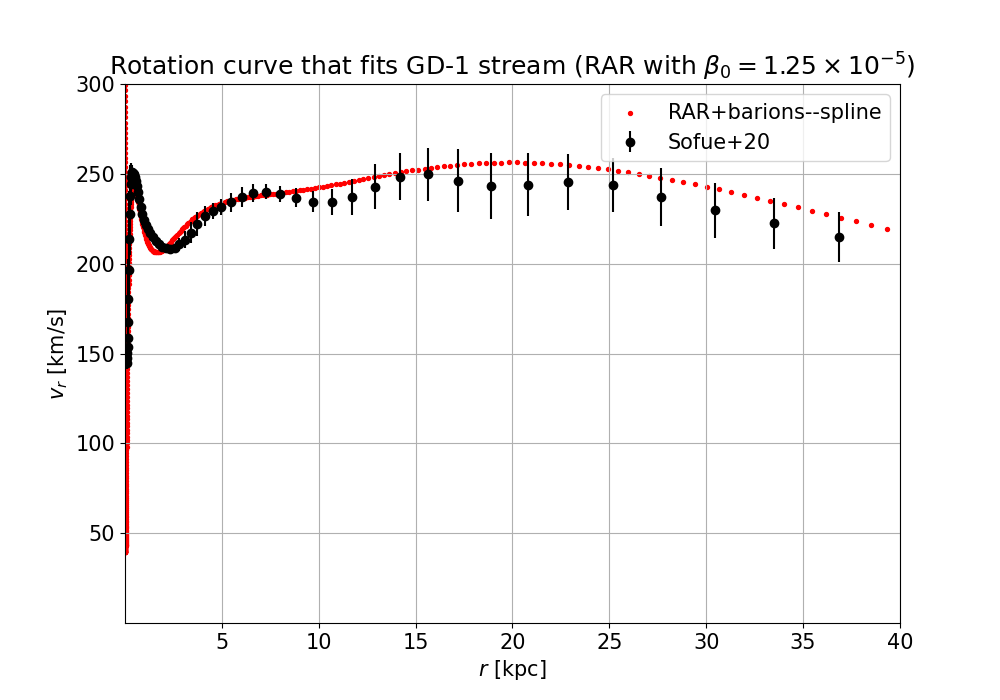 Rotation curve that fits GD-1 stream (RAR with β₀ = 1.25 × 10⁻⁵)
300
250
200
150
100
50
v_r [km/s]
RAR+barions--spline
Sofue+20
5 10 15 20 25 30 35 40
r [kpc]